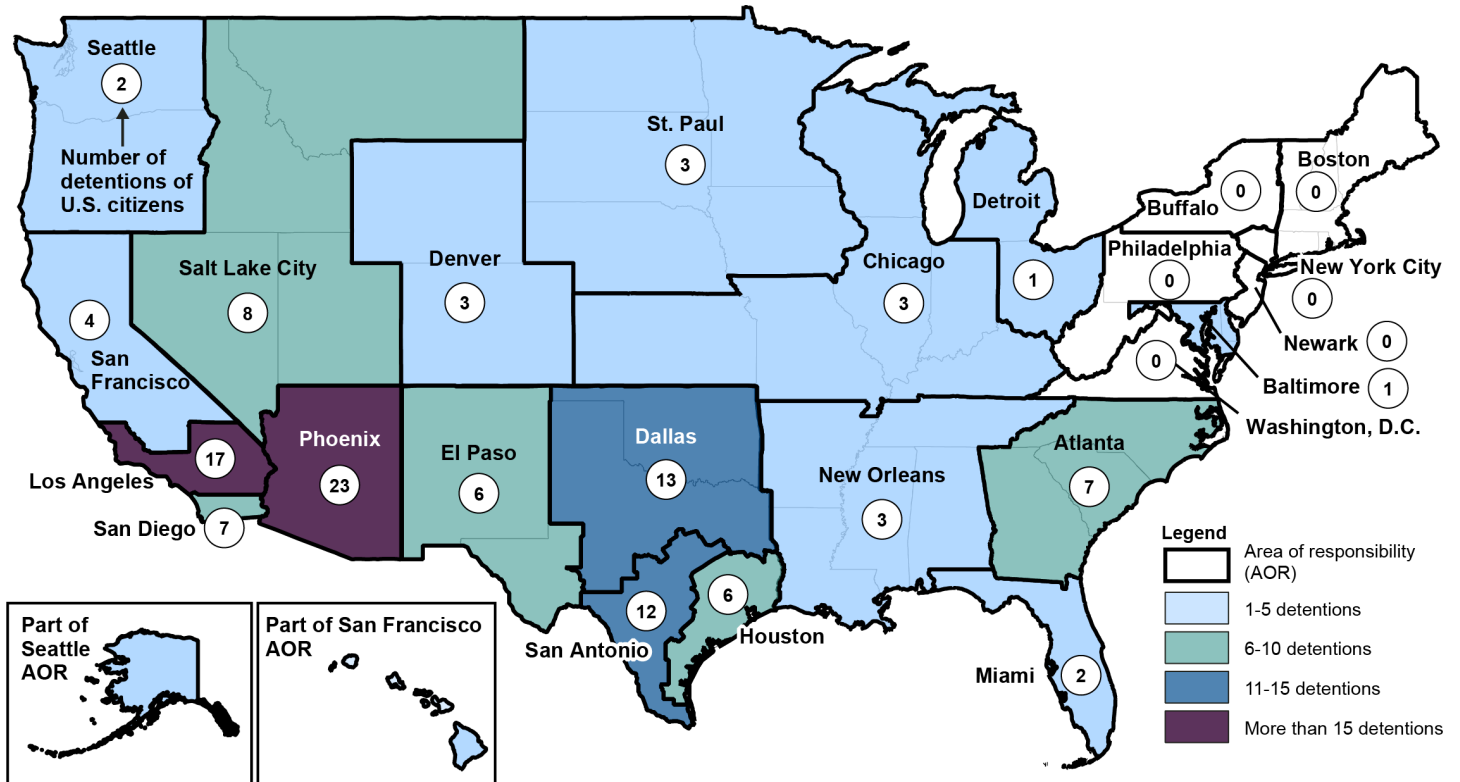 Seattle
2
Number of
detentions of
U.S. citizens
St. Paul
3
Boston
0
Buffalo
0
Detroit
1
Philadelphia
0
New York City
0
Newark
0
Baltimore
1
Washington, D.C.
0
Chicago
3
Denver
3
Salt Lake City
8
4
San
Francisco
17
Los Angeles
San Diego
7
Phoenix
23
El Paso
6
Dallas
13
New Orleans
3
Atlanta
7
12
San Antonio
6
Houston
Miami
2
Part of
Seattle
AOR
Part of San Francisco
AOR
Legend
Area of responsibility
(AOR)
1-5 detentions
6-10 detentions
11-15 detentions
More than 15 detentions